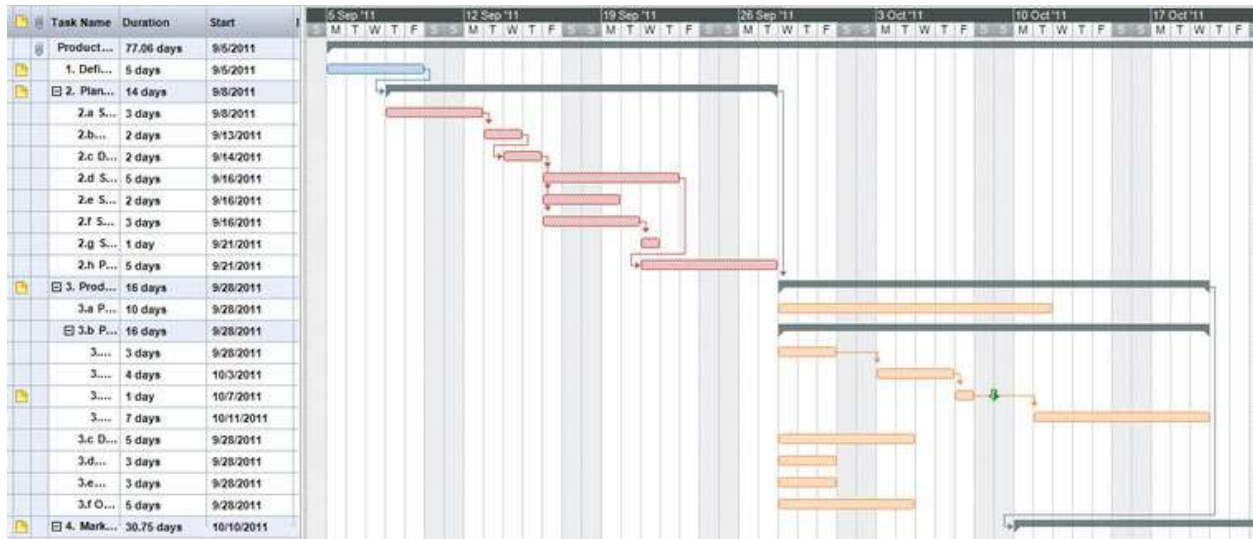 Task Name Duration Start 5 Sep '11 12 Sep '11 19 Sep '11 26 Sep '11 3 Oct '11 10 Oct '11 17 Oct '11
S M T W T F S S M T W T F S S M T W T F S S M T W T F S S M T W T F S S M T W T F S S M T W T F
Product... 77.06 days 9/5/2011
1. Defi... 5 days 9/5/2011
2. Plan... 14 days 9/8/2011
2.a S... 3 days 9/8/2011
2.b... 2 days 9/13/2011
2.c D... 2 days 9/14/2011
2.d S... 5 days 9/16/2011
2.e S... 2 days 9/16/2011
2.f S... 3 days 9/16/2011
2.g S... 1 day 9/21/2011
2.h P... 5 days 9/21/2011
3. Prod... 16 days 9/28/2011
3.a P... 10 days 9/28/2011
3.b P... 16 days 9/28/2011
3.... 3 days 9/28/2011
3.... 4 days 10/3/2011
3.... 1 day 10/7/2011
3.... 7 days 10/11/2011
3.c D... 5 days 9/28/2011
3.d... 3 days 9/28/2011
3.e... 3 days 9/28/2011
3.f O... 5 days 9/28/2011
4. Mark... 30.75 days 10/10/2011